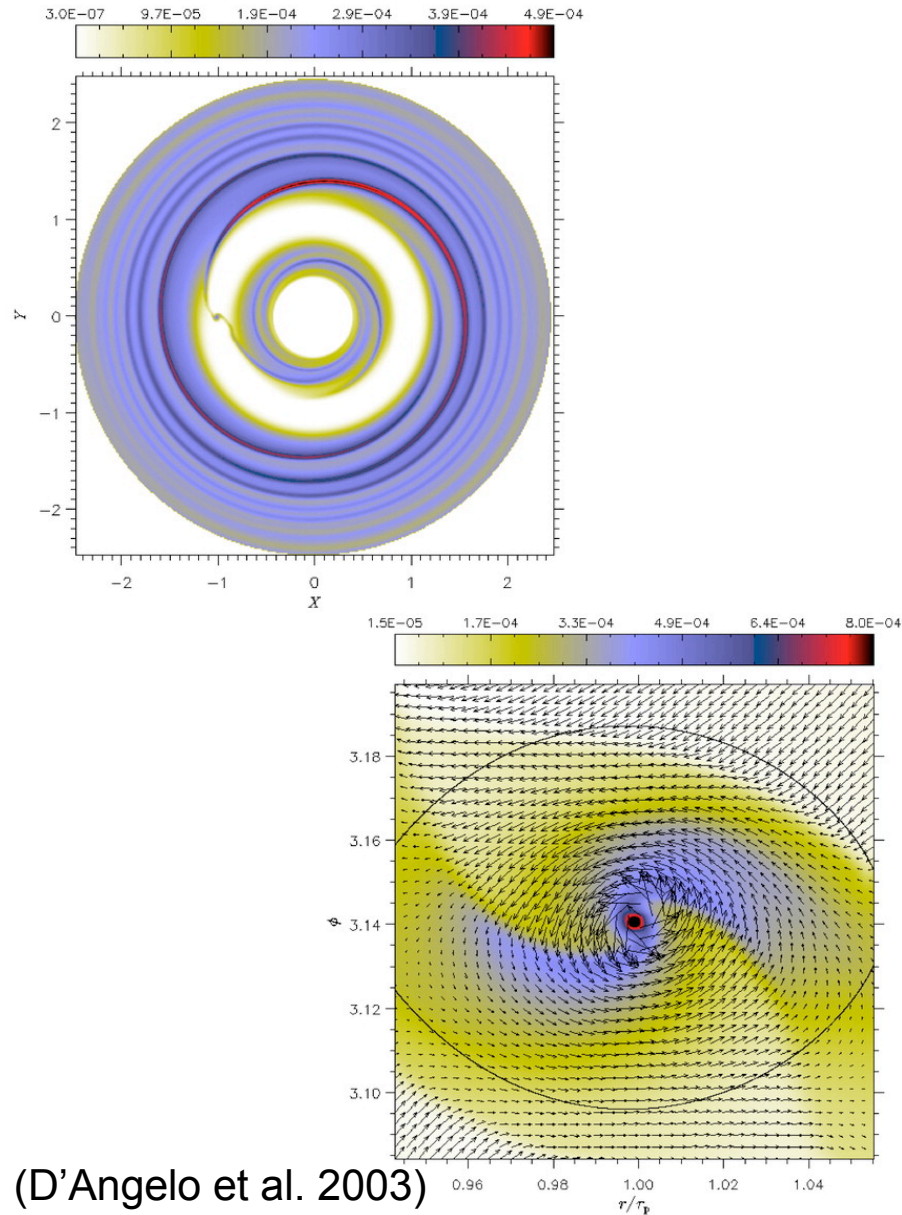 3.0E-07 9.7E-05 1.9E-04 2.9E-04 3.9E-04 4.9E-04
2
1
0
-1
-2
Y
-2 -1 0 1 2
X
1.5E-05 1.7E-04 3.3E-04 4.9E-04 6.4E-04 8.0E-04
3.18
3.16
3.14
3.12
3.10
φ
0.96 0.98 1.00 1.02 1.04
r/rₚ
(D'Angelo et al. 2003)